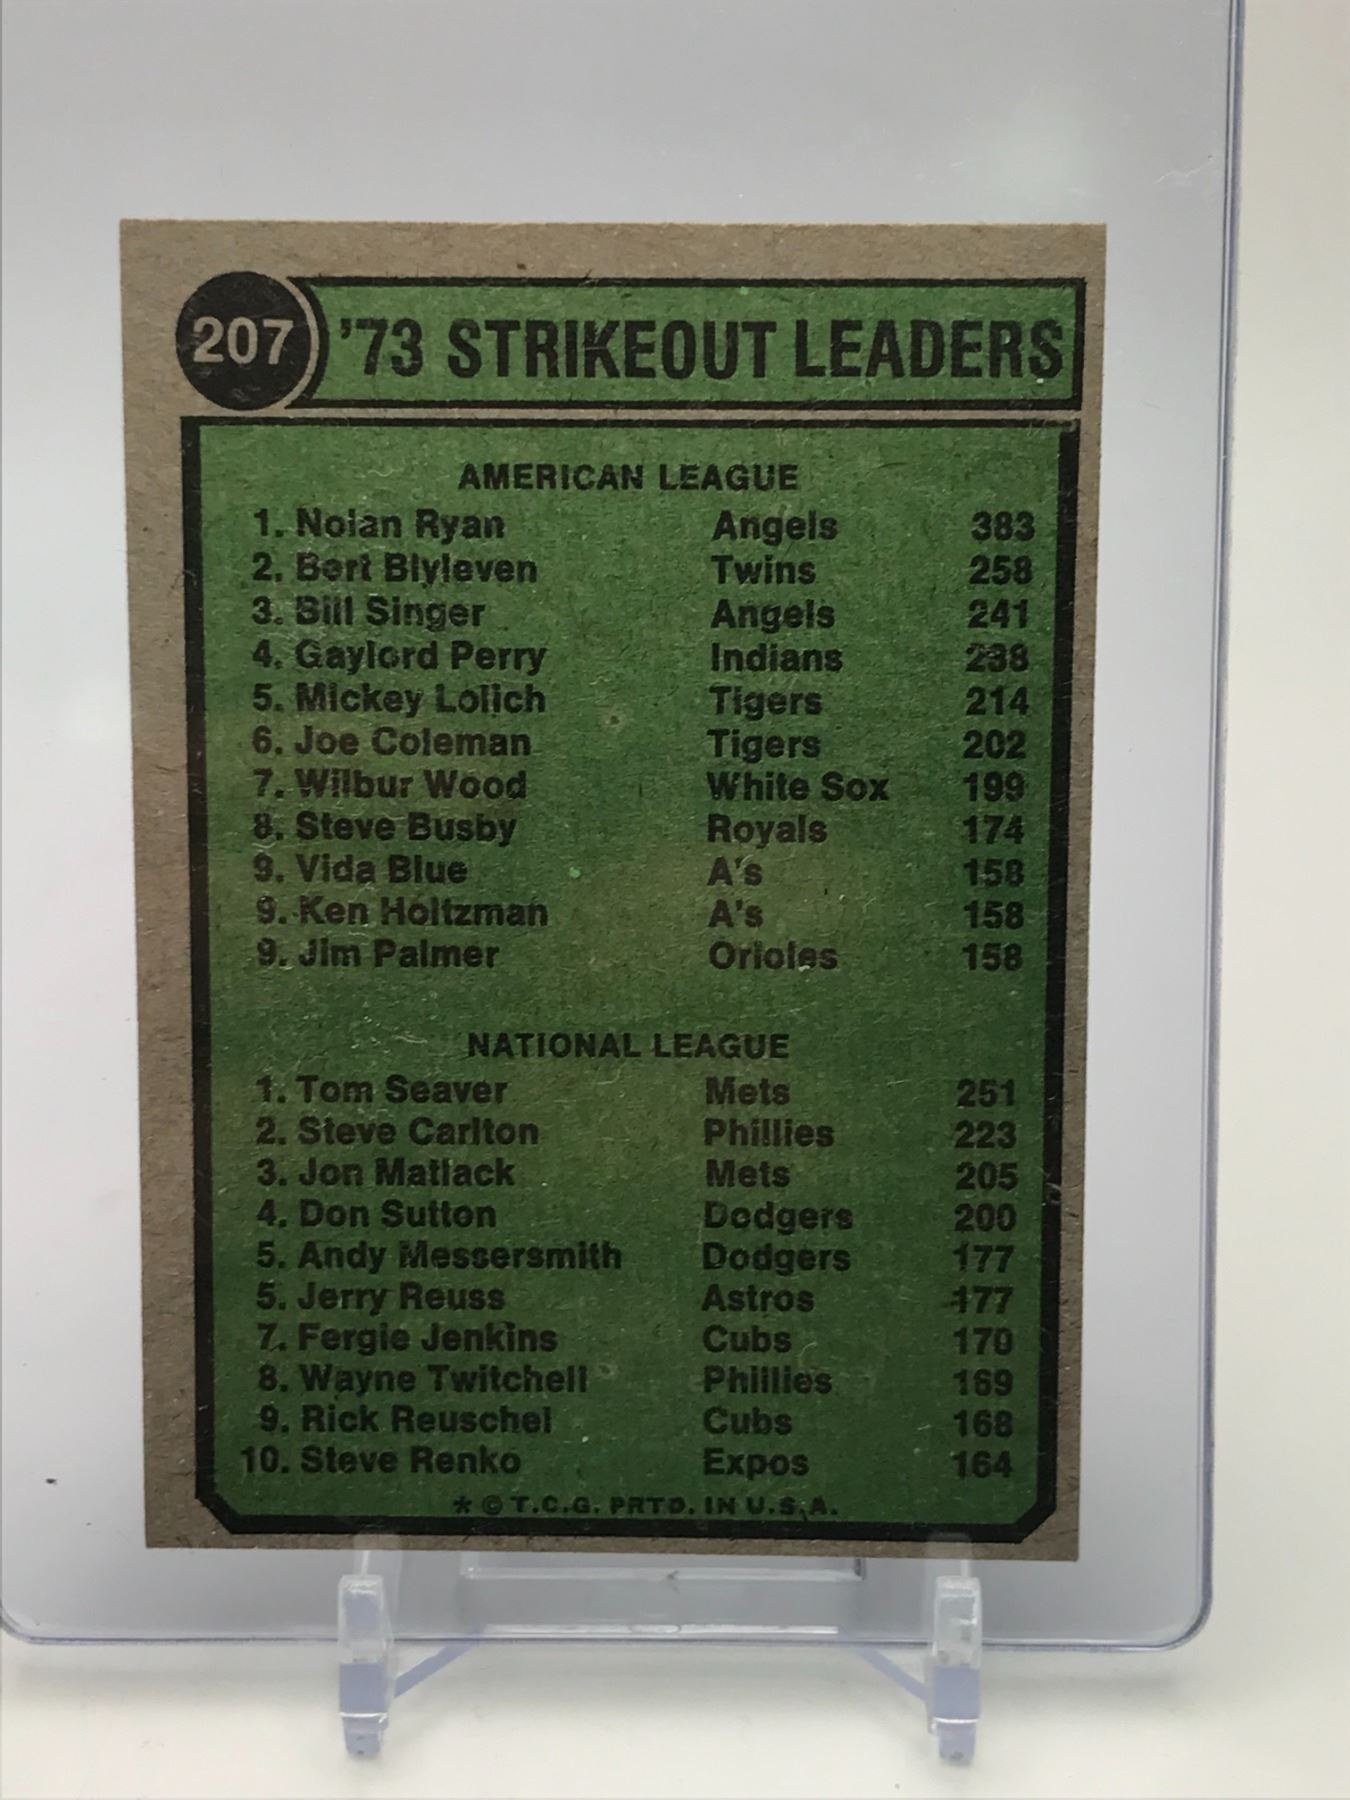 207
'73 STRIKEOUT LEADERS
AMERICAN LEAGUE
1. Nolan Ryan Angels 383
2. Bert Blyleven Twins 258
3. Bill Singer Angels 241
4. Gaylord Perry Indians 238
5. Mickey Lolich Tigers 214
6. Joe Coleman Tigers 202
7. Wilbur Wood White Sox 199
8. Steve Busby Royals 174
9. Vida Blue A's 158
9. Ken Holtzman A's 158
9. Jim Palmer Orioles 158
NATIONAL LEAGUE
1. Tom Seaver Mets 251
2. Steve Carlton Phillies 223
3. Jon Matlack Mets 205
4. Don Sutton Dodgers 200
5. Andy Messersmith Dodgers 177
5. Jerry Reuss Astros 177
7. Fergie Jenkins Cubs 170
8. Wayne Twitchell Phillies 169
9. Rick Reuschel Cubs 168
10. Steve Renko Expos 164
* © T.C.G. PRTD. IN U.S.A.